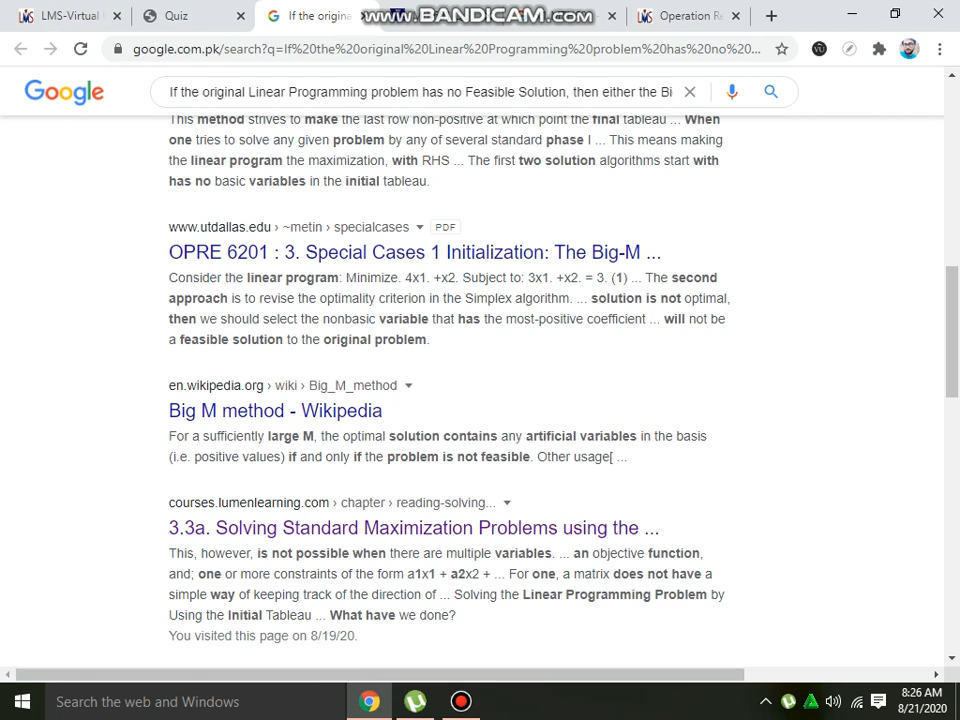 LMS-Virtual
Quiz
If the origina
WWW.BANDICAM.COM
Operation Re
google.com.pk/search?q=If%20the%20original%20Linear%20Programming%20problem%20has%20no%20...
Google
If the original Linear Programming problem has no Feasible Solution, then either the Bi
This method strives to make the last row non-positive at which point the final tableau ... When
one tries to solve any given problem by any of several standard phase I ... This means making
the linear program the maximization, with RHS ... The first two solution algorithms start with
has no basic variables in the initial tableau.
www.utdallas.edu › ~metin › specialcases PDF
OPRE 6201 : 3. Special Cases 1 Initialization: The Big-M ...
Consider the linear program: Minimize. 4x1. +x2. Subject to: 3x1. +x2. = 3. (1) ... The second
approach is to revise the optimality criterion in the Simplex algorithm. ... solution is not optimal,
then we should select the nonbasic variable that has the most-positive coefficient ... will not be
a feasible solution to the original problem.
en.wikipedia.org › wiki › Big_M_method
Big M method - Wikipedia
For a sufficiently large M, the optimal solution contains any artificial variables in the basis
(i.e. positive values) if and only if the problem is not feasible. Other usage[ ...
courses.lumenlearning.com › chapter › reading-solving...
3.3a. Solving Standard Maximization Problems using the ...
This, however, is not possible when there are multiple variables. ... an objective function,
and; one or more constraints of the form a1x1 + a2x2 + ... For one, a matrix does not have a
simple way of keeping track of the direction of ... Solving the Linear Programming Problem by
Using the Initial Tableau ... What have we done?
You visited this page on 8/19/20.
Search the web and Windows
8:26 AM
8/21/2020